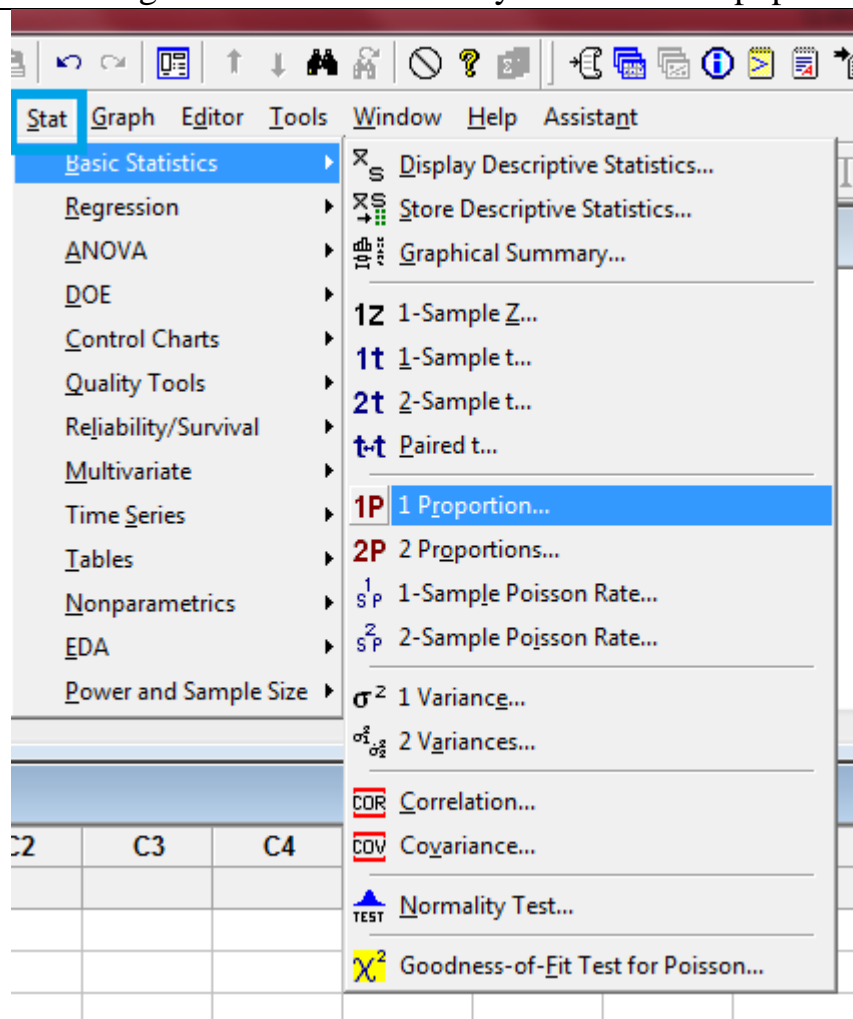 Stat Graph Editor Tools Window Help Assistant
Basic Statistics
Regression
ANOVA
DOE
Control Charts
Quality Tools
Reliability/Survival
Multivariate
Time Series
Tables
Nonparametrics
EDA
Power and Sample Size
Display Descriptive Statistics...
Store Descriptive Statistics...
Graphical Summary...
1Z 1-Sample Z...
1t 1-Sample t...
2t 2-Sample t...
t↔t Paired t...
1P 1 Proportion...
2P 2 Proportions...
1-Sample Poisson Rate...
2-Sample Poisson Rate...
σ² 1 Variance...
2 Variances...
COR Correlation...
COV Covariance...
TEST Normality Test...
χ² Goodness-of-Fit Test for Poisson...
C3 C4